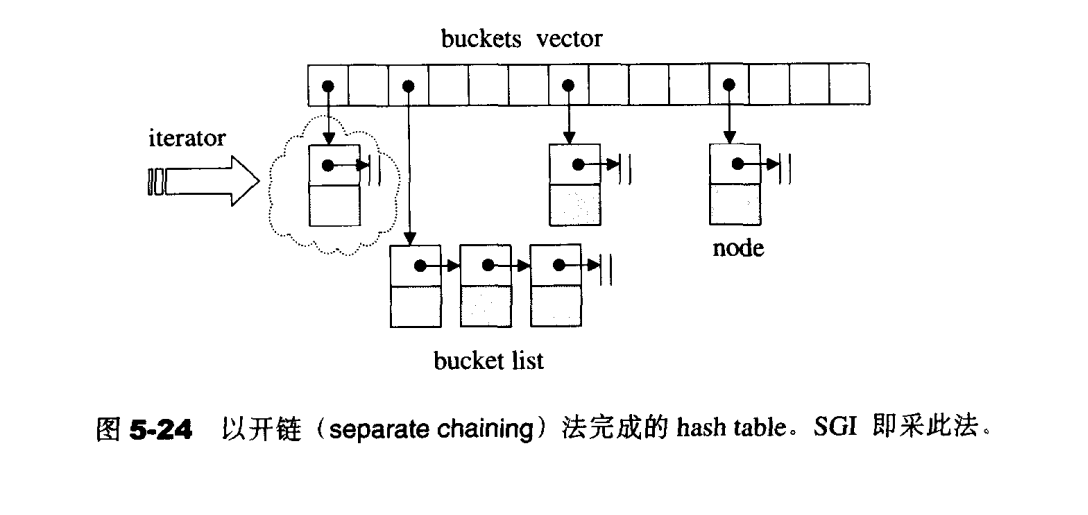 buckets vector
iterator
node
bucket list
图 5-24 以开链（separate chaining）法完成的 hash table。SGI 即采此法。